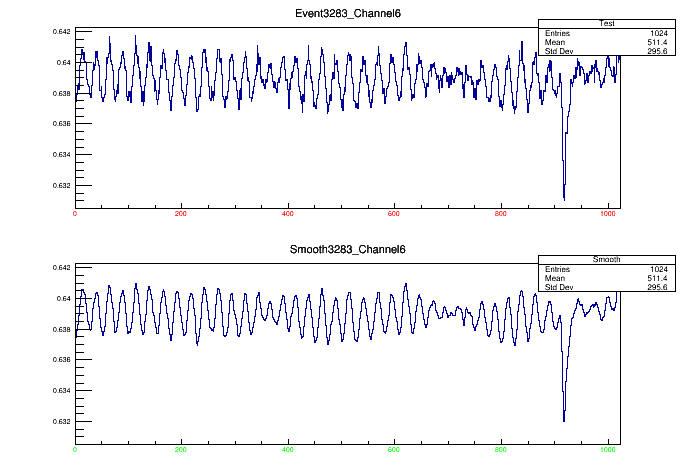 Event3283_Channel6
Test
Entries 1024
Mean 511.4
Std Dev 295.6
0.642
0.64
0.638
0.636
0.634
0.632
0 200 400 600 800 1000
Smooth3283_Channel6
Smooth
Entries 1024
Mean 511.4
Std Dev 295.6
0.642
0.64
0.638
0.636
0.634
0.632
0 200 400 600 800 1000